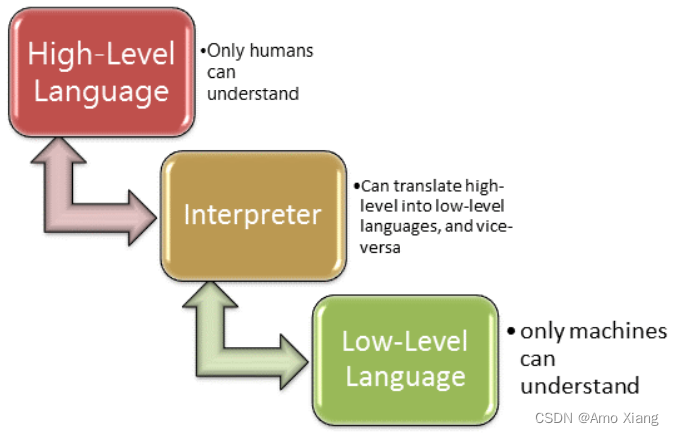 High-Level
Language
•Only humans
can
understand
Interpreter
•Can translate high-
level into low-level
languages, and vice-
versa
Low-Level
Language
• only machines
can
understand
CSDN @Amo Xiang